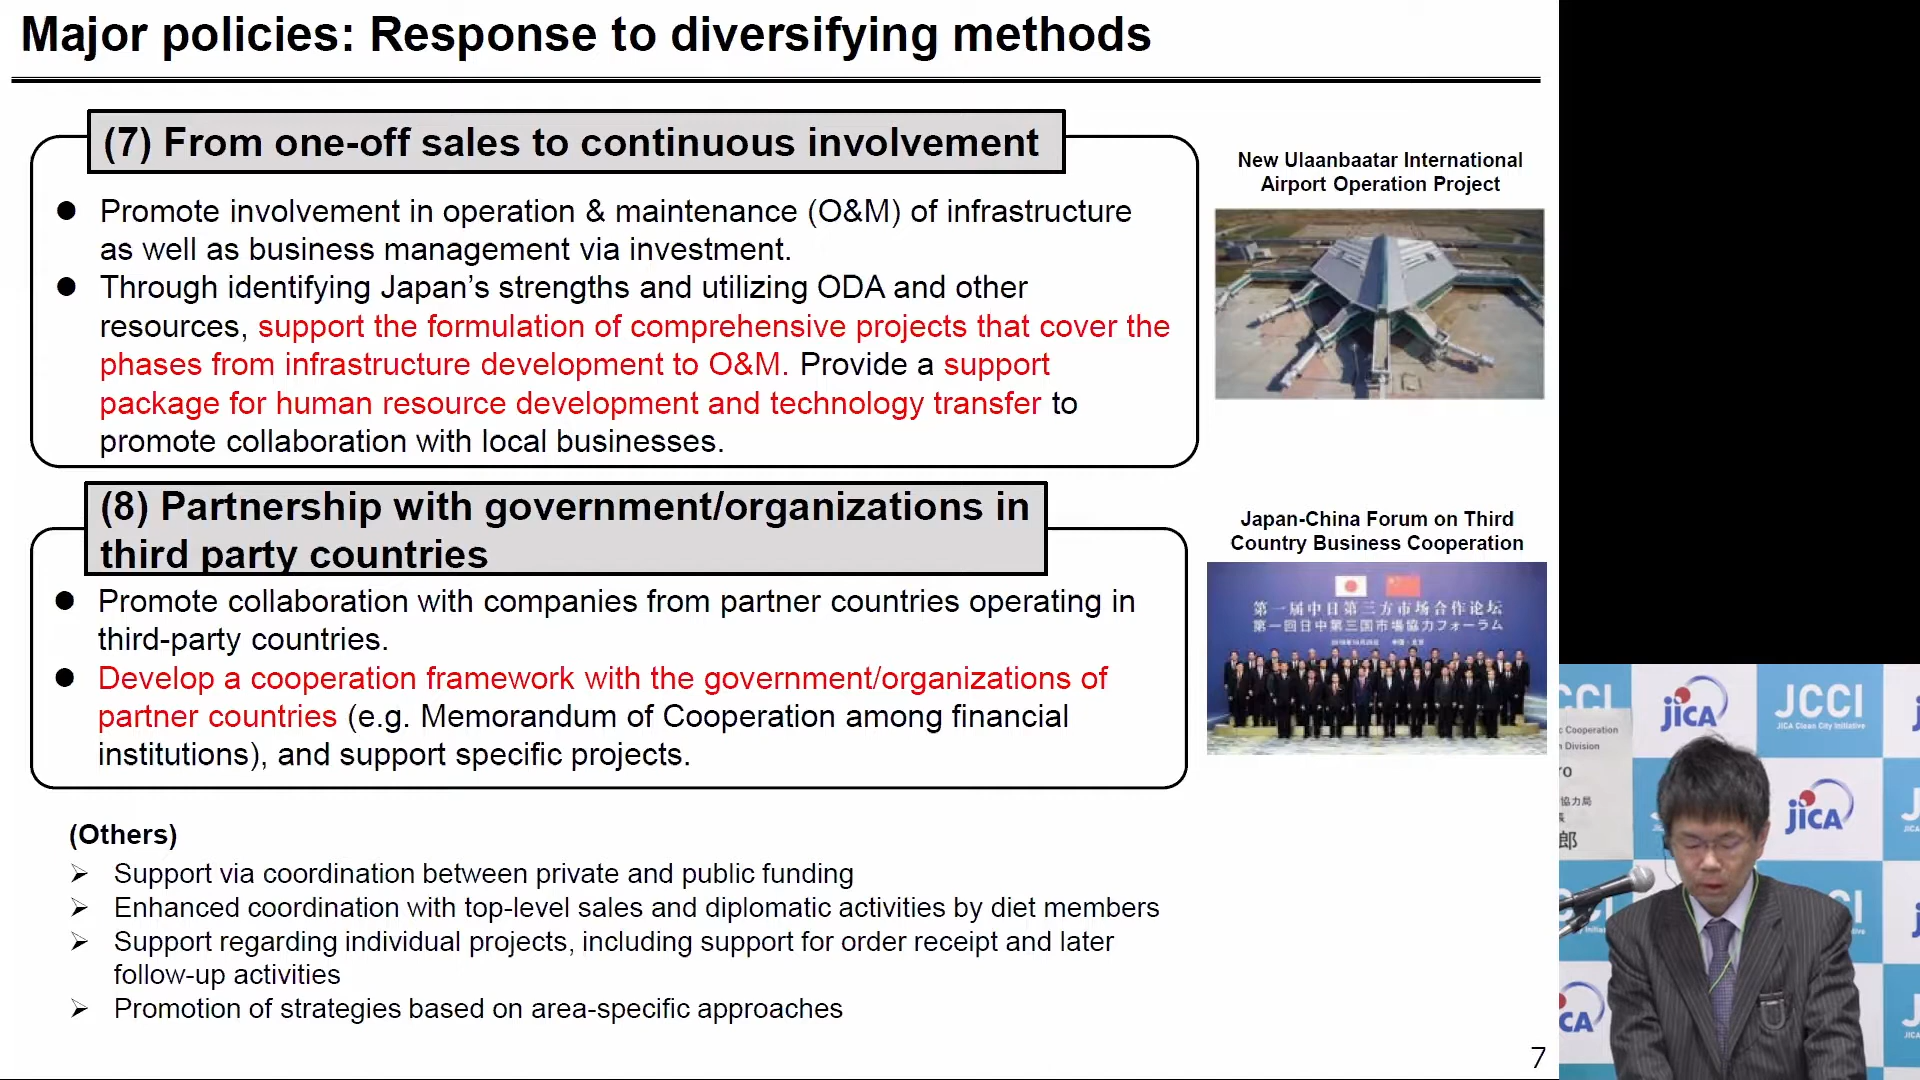 Major policies: Response to diversifying methods
(7) From one-off sales to continuous involvement
Promote involvement in operation & maintenance (O&M) of infrastructure
as well as business management via investment.
Through identifying Japan’s strengths and utilizing ODA and other
resources, support the formulation of comprehensive projects that cover the
phases from infrastructure development to O&M. Provide a support
package for human resource development and technology transfer to
promote collaboration with local businesses.
New Ulaanbaatar International
Airport Operation Project
(8) Partnership with government/organizations in
third party countries
Promote collaboration with companies from partner countries operating in
third-party countries.
Develop a cooperation framework with the government/organizations of
partner countries (e.g. Memorandum of Cooperation among financial
institutions), and support specific projects.
Japan-China Forum on Third
Country Business Cooperation
第一届中日第三方市场合作论坛
第一回日中第三国市場協力フォーラム
(Others)
Support via coordination between private and public funding
Enhanced coordination with top-level sales and diplomatic activities by diet members
Support regarding individual projects, including support for order receipt and later
follow-up activities
Promotion of strategies based on area-specific approaches
7
JICA
JCCI
JICA Clean City Initiative
Cooperation
Division
協力局
郎
JICA